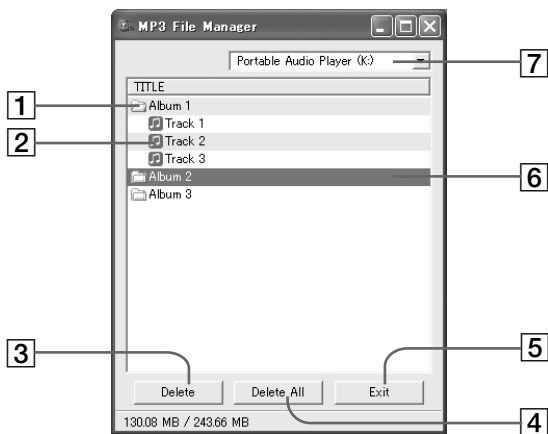 MP3 File Manager
Portable Audio Player (K:)
7
TITLE
1
Album 1
Track 1
2
Track 2
Track 3
Album 2
6
Album 3
3
5
Delete
Delete All
Exit
130.08 MB / 243.66 MB
4